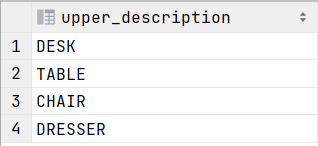 upper_description
1 DESK
2 TABLE
3 CHAIR
4 DRESSER